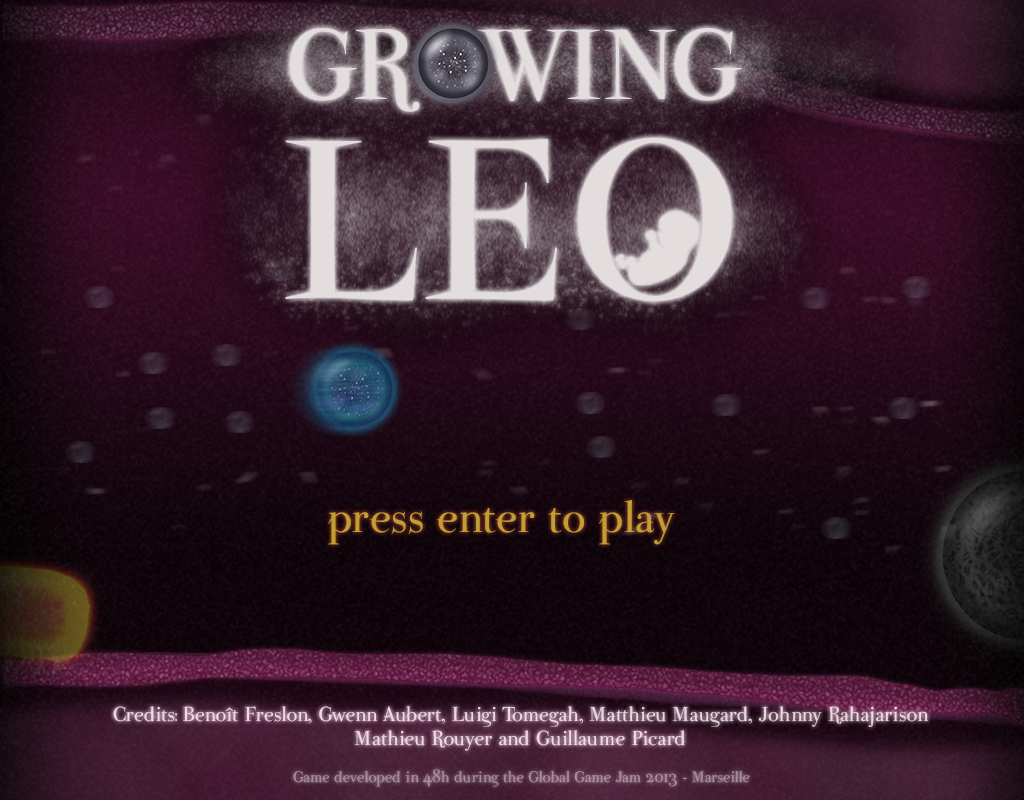 GROWING
LEO
press enter to play
Credits: Benoît Freslon, Gwenn Aubert, Luigi Tomegah, Matthieu Maugard, Johnny Rahajarison
Mathieu Rouyer and Guillaume Picard
Game developed in 48h during the Global Game Jam 2013 - Marseille